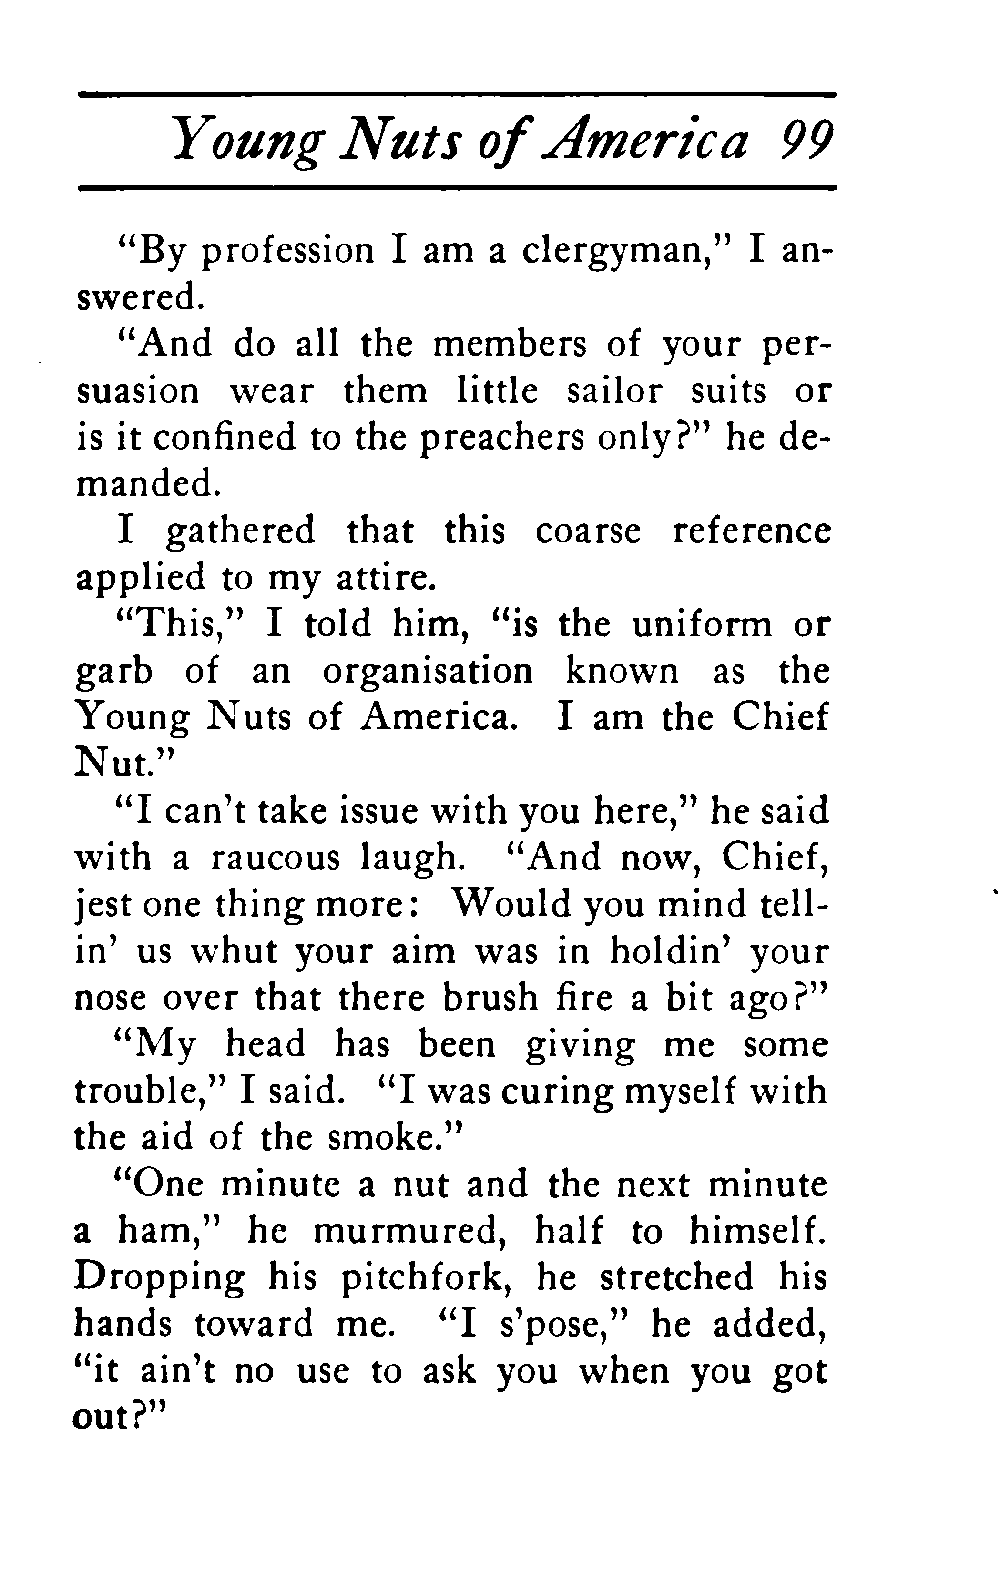 Young Nuts of America 99
“By profession I am a clergyman,” I an-
swered.
“And do all the members of your per-
suasion wear them little sailor suits or
is it confined to the preachers only?” he de-
manded.
I gathered that this coarse reference
applied to my attire.
“This,” I told him, “is the uniform or
garb of an organisation known as the
Young Nuts of America. I am the Chief
Nut.”
“I can’t take issue with you here,” he said
with a raucous laugh. “And now, Chief,
jest one thing more: Would you mind tell-
in’ us whut your aim was in holdin’ your
nose over that there brush fire a bit ago?”
“My head has been giving me some
trouble,” I said. “I was curing myself with
the aid of the smoke.”
“One minute a nut and the next minute
a ham,” he murmured, half to himself.
Dropping his pitchfork, he stretched his
hands toward me. “I s’pose,” he added,
“it ain’t no use to ask you when you got
out?”